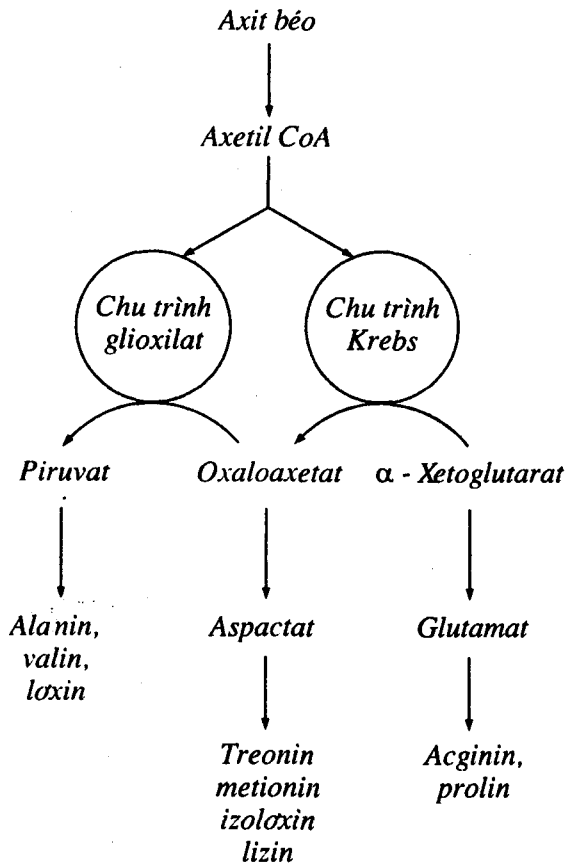 Axit béo
Axetil CoA
Chu trình
glioxilat
Chu trình
Krebs
Piruvat
Oxaloaxetat
α - Xetoglutarat
Alanin,
valin,
lơxin
Aspactat
Glutamat
Treonin
metionin
izolơxin
lizin
Acginin,
prolin